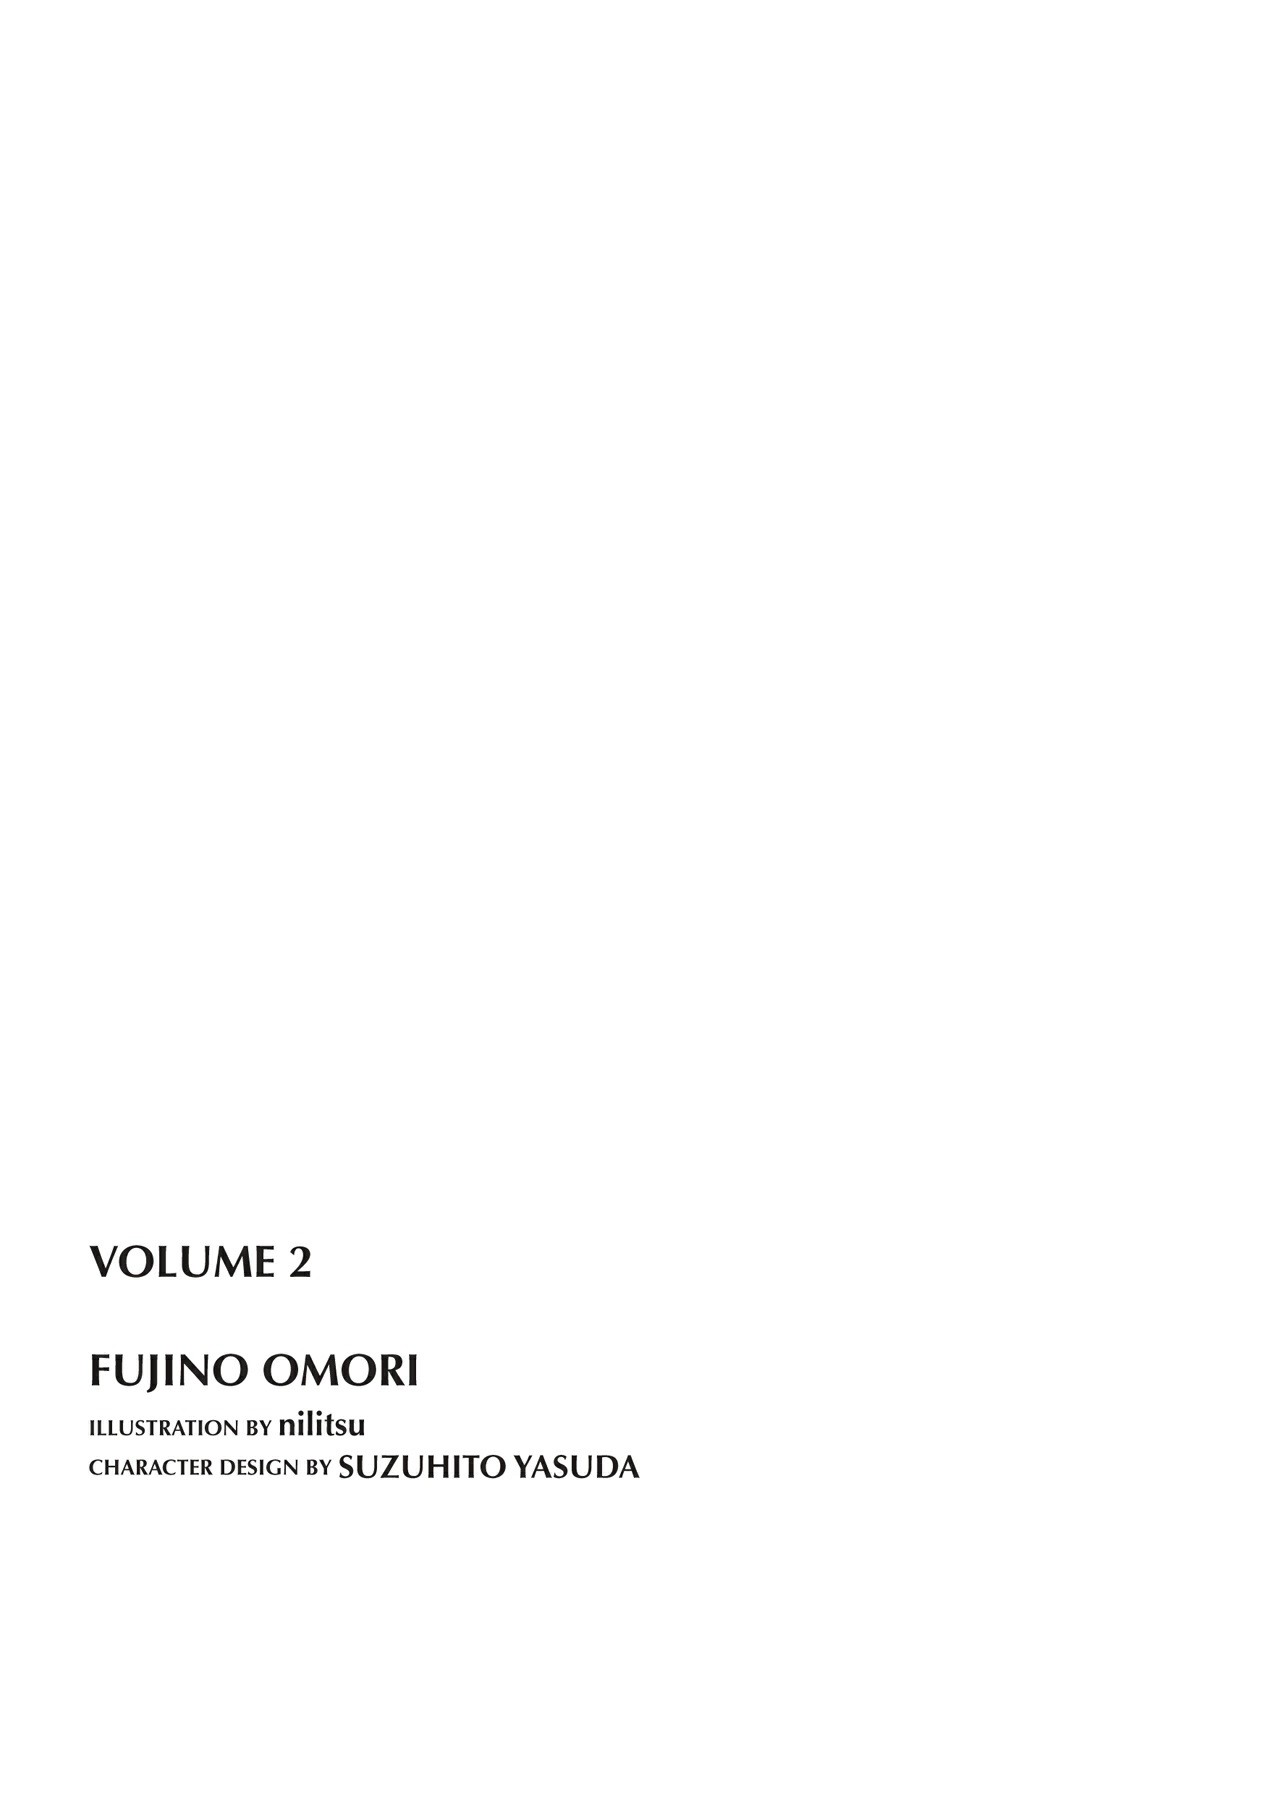 VOLUME 2
FUJINO OMORI
ILLUSTRATION BY nilitsu
CHARACTER DESIGN BY SUZUHITO YASUDA